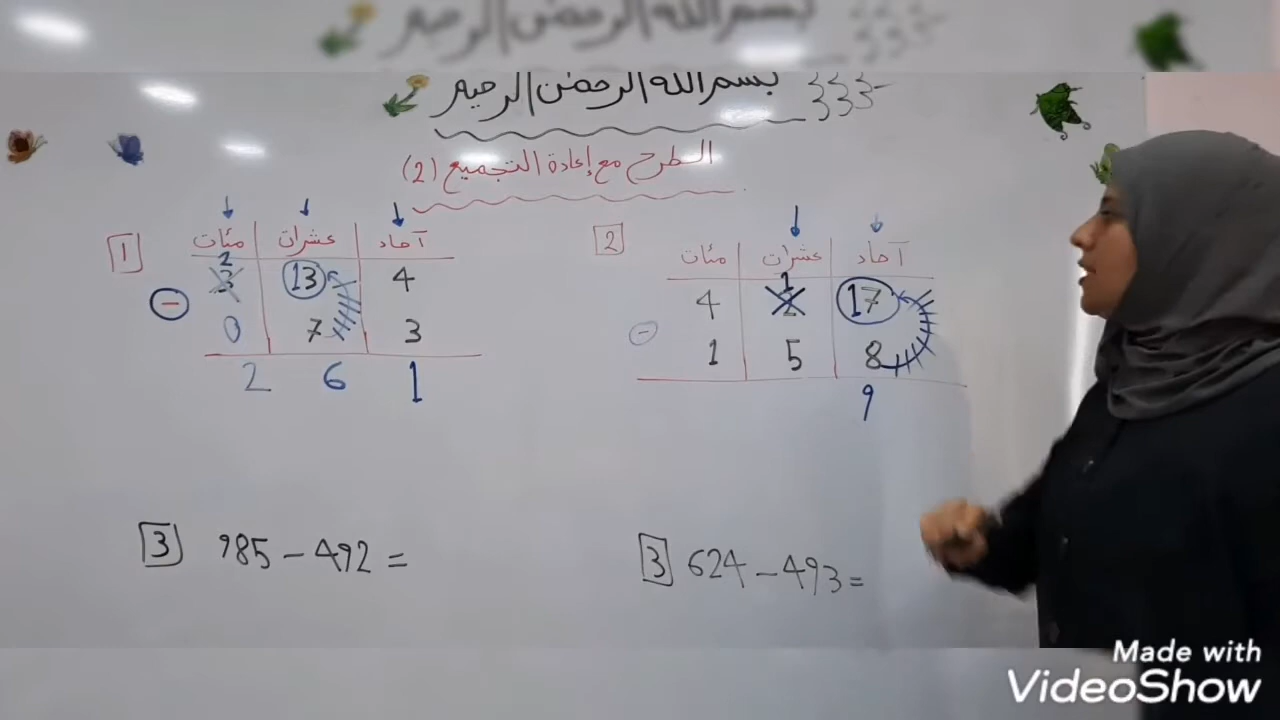 بسم الله الرحمن الرحيم
الطرح مع إعادة التجميع (2)
1
مئات عشرات آحاد
2
3 13 4
- 0 7 3
2 6 1
2
مئات عشرات آحاد
1
4 2 17
- 1 5 8
9
3 985 - 492 =
3 624 - 493 =
Made with
VideoShow